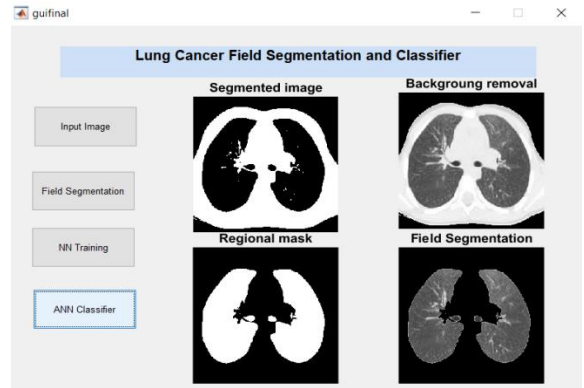 guifinal
Lung Cancer Field Segmentation and Classifier
Segmented image
Backgroung removal
Input Image
Field Segmentation
NN Training
ANN Classifier
Regional mask
Field Segmentation